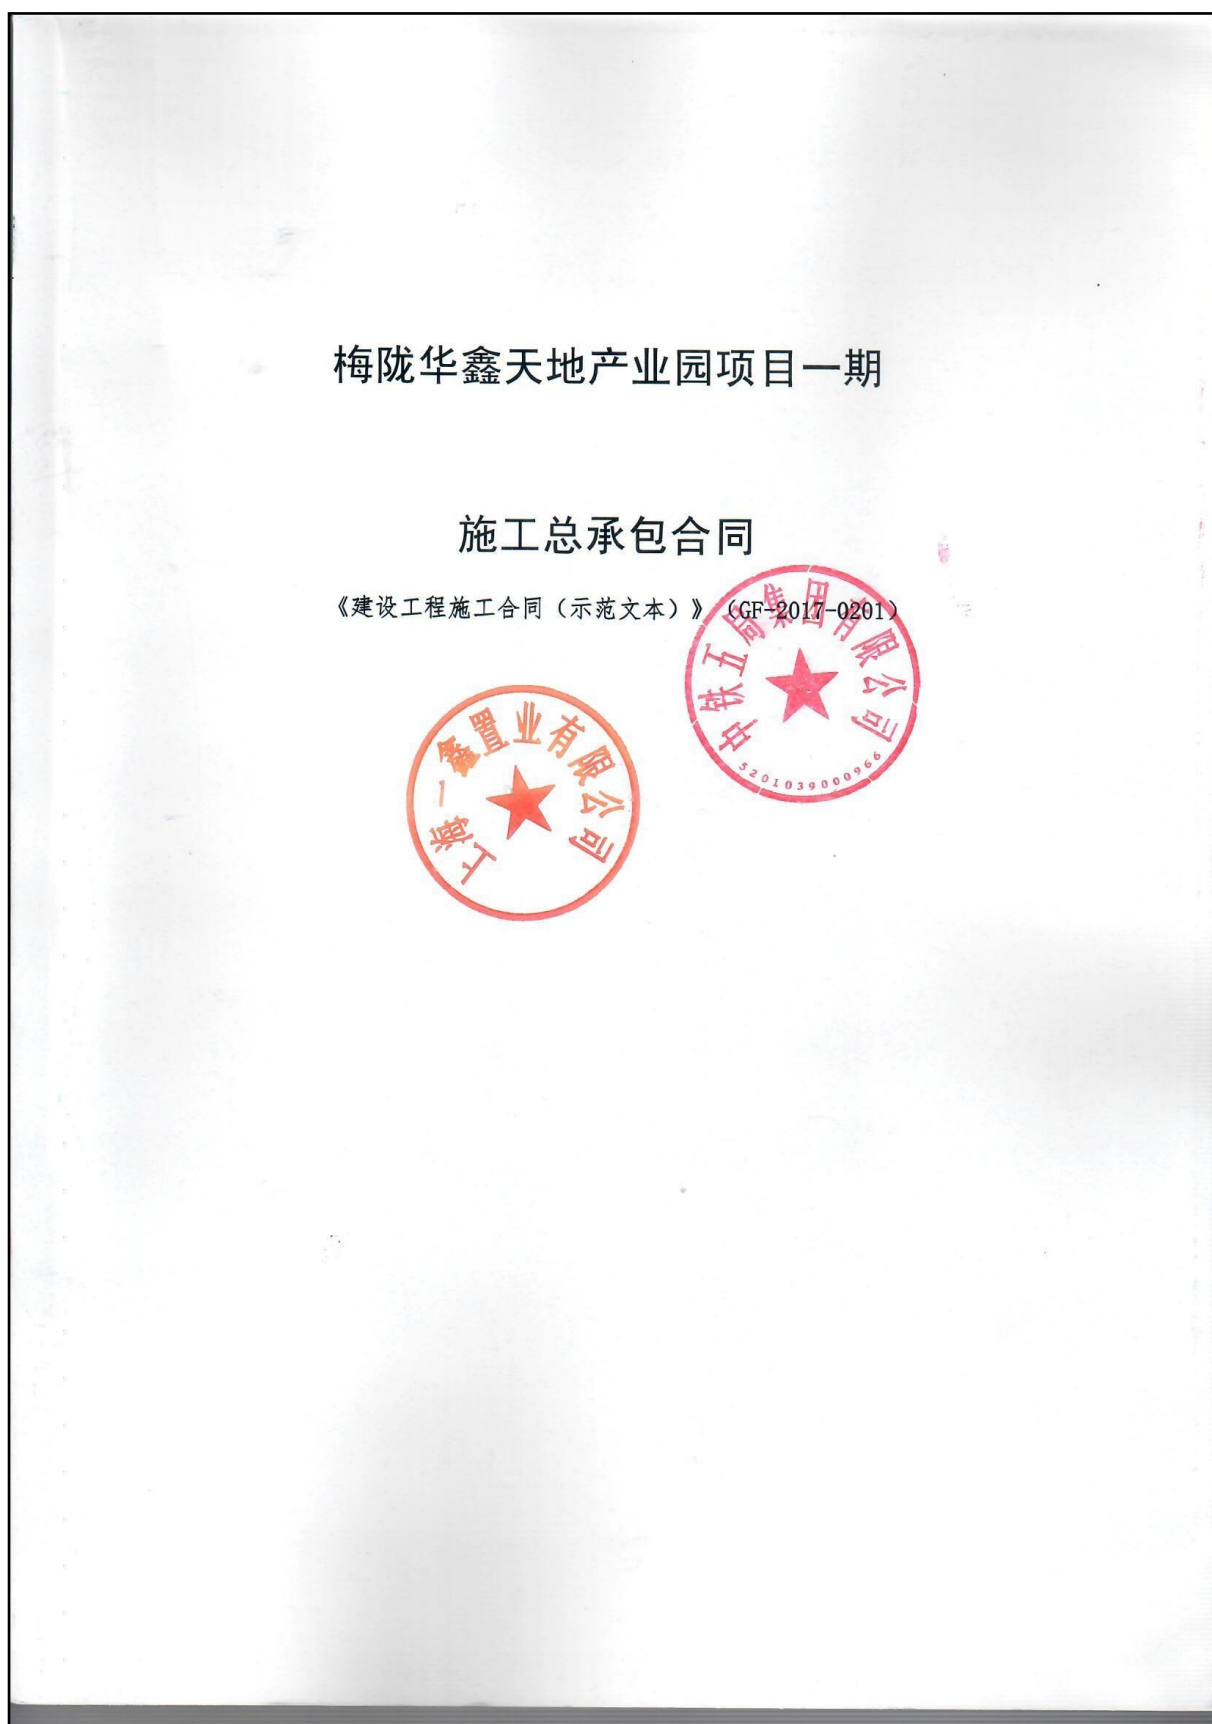 梅陇华鑫天地产业园项目一期
施工总承包合同
《建设工程施工合同（示范文本）》（GF-2017-0201）
中铁五局集团有限公司
5201039000966
上海一鑫置业有限公司